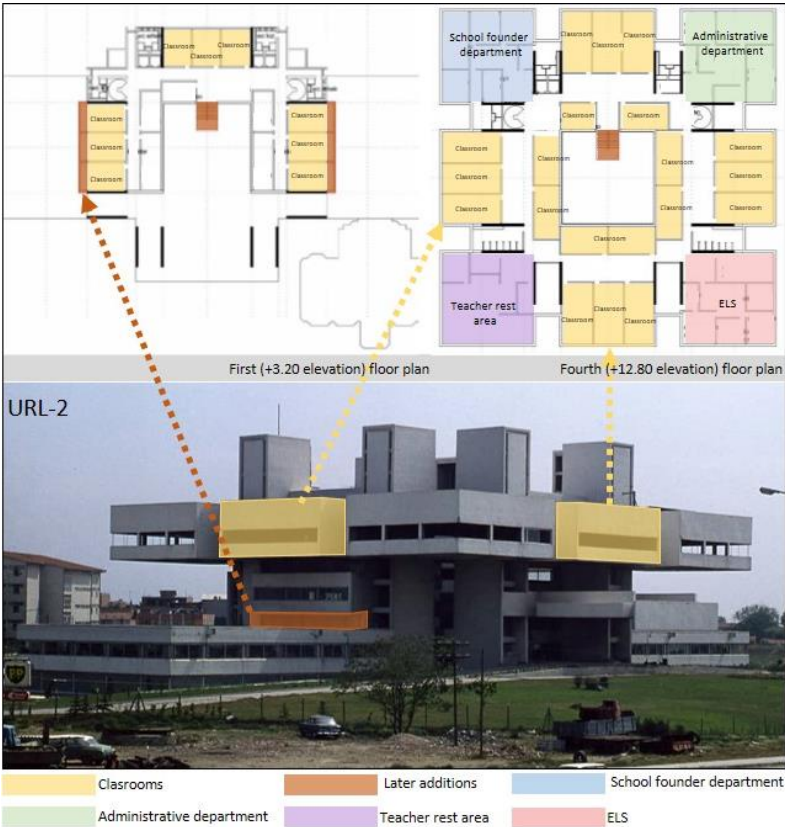 Classroom
Classroom
Classroom
Classroom
Classroom
Classroom
Classroom
Classroom
Classroom
First (+3.20 elevation) floor plan
School founder
department
Classroom
Classroom
Classroom
Administrative
department
Classroom
Classroom
Classroom
Classroom
Classroom
Classroom
Classroom
Classroom
Classroom
Classroom
Classroom
Classroom
Teacher rest
area
Classroom
Classroom
Classroom
ELS
Fourth (+12.80 elevation) floor plan
URL-2
BP
Clasrooms
Later additions
School founder department
Administrative department
Teacher rest area
ELS